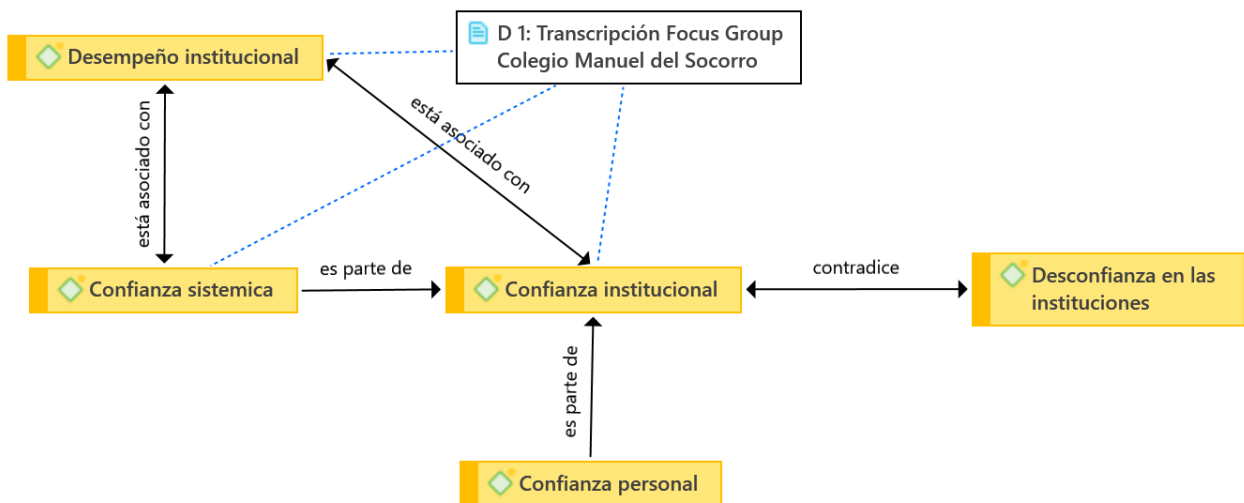 D 1: Transcripción Focus Group
Colegio Manuel del Socorro
Desempeño institucional
está asociado con
está asociado con
Confianza sistemica
es parte de
Confianza institucional
contradice
Desconfianza en las
instituciones
es parte de
Confianza personal